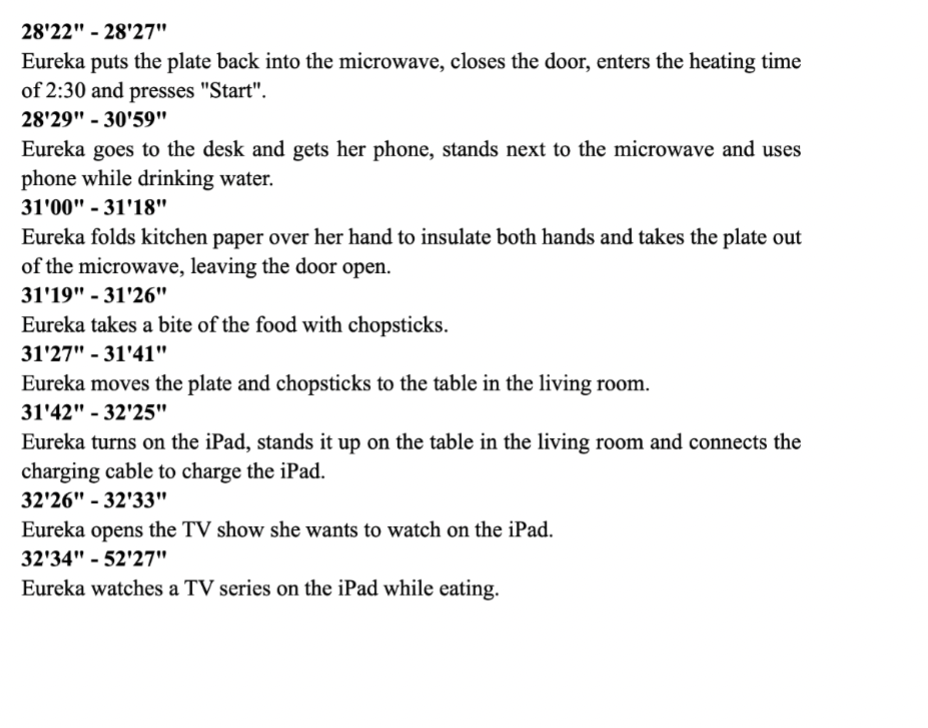 28'22" - 28'27"
Eureka puts the plate back into the microwave, closes the door, enters the heating time
of 2:30 and presses "Start".
28'29" - 30'59"
Eureka goes to the desk and gets her phone, stands next to the microwave and uses
phone while drinking water.
31'00" - 31'18"
Eureka folds kitchen paper over her hand to insulate both hands and takes the plate out
of the microwave, leaving the door open.
31'19" - 31'26"
Eureka takes a bite of the food with chopsticks.
31'27" - 31'41"
Eureka moves the plate and chopsticks to the table in the living room.
31'42" - 32'25"
Eureka turns on the iPad, stands it up on the table in the living room and connects the
charging cable to charge the iPad.
32'26" - 32'33"
Eureka opens the TV show she wants to watch on the iPad.
32'34" - 52'27"
Eureka watches a TV series on the iPad while eating.